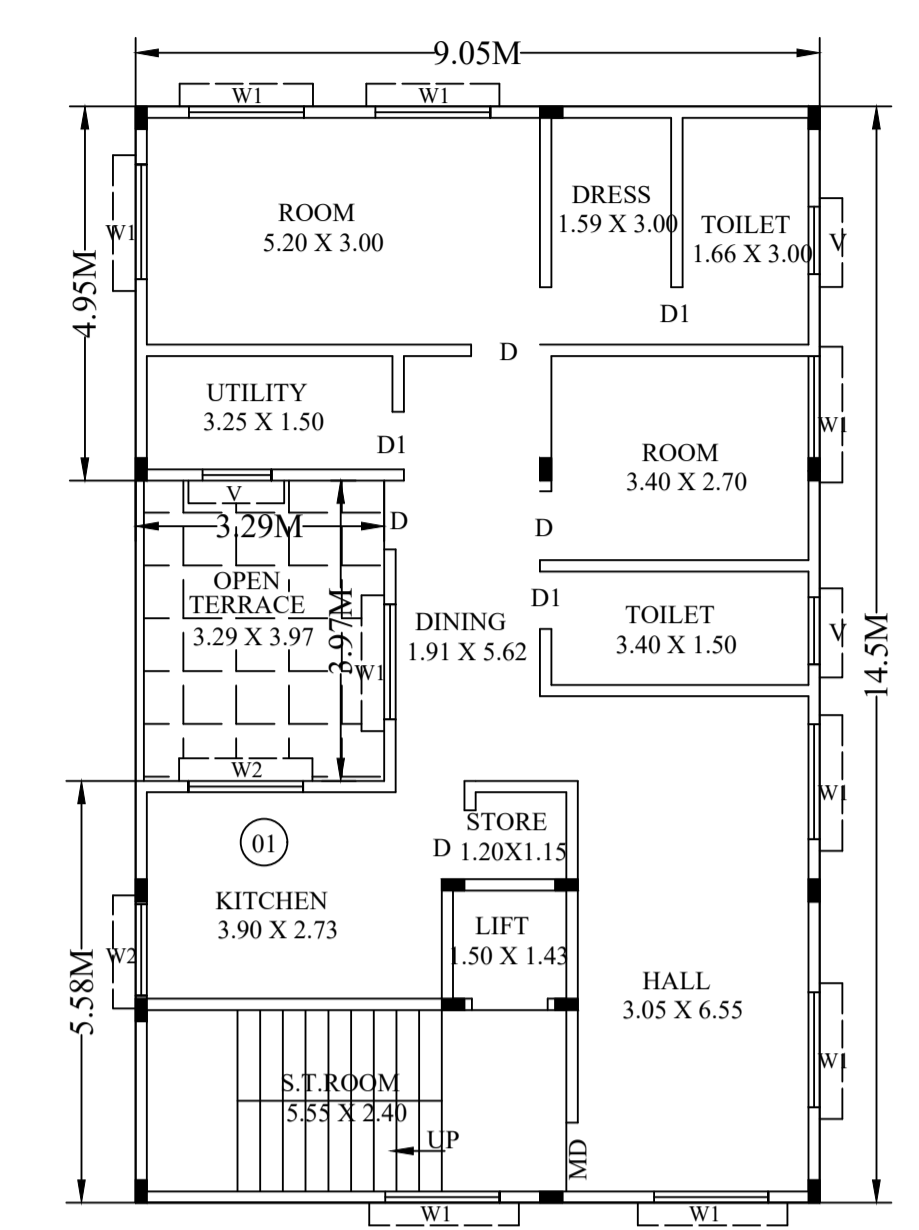 9.05M
W1
W1
W1
4.95M
ROOM
5.20 X 3.00
DRESS
1.59 X 3.00
TOILET
1.66 X 3.00
V
D1
D
UTILITY
3.25 X 1.50
D1
ROOM
3.40 X 2.70
W1
V
3.29M
D
D
OPEN
TERRACE
3.29 X 3.97
3.97M
W1
W2
DINING
1.91 X 5.62
D1
TOILET
3.40 X 1.50
V
14.5M
W1
01
KITCHEN
3.90 X 2.73
W2
5.58M
STORE
D
1.20X1.15
LIFT
1.50 X 1.43
HALL
3.05 X 6.55
W1
S.T.ROOM
5.55 X 2.40
UP
MD
W1
W1